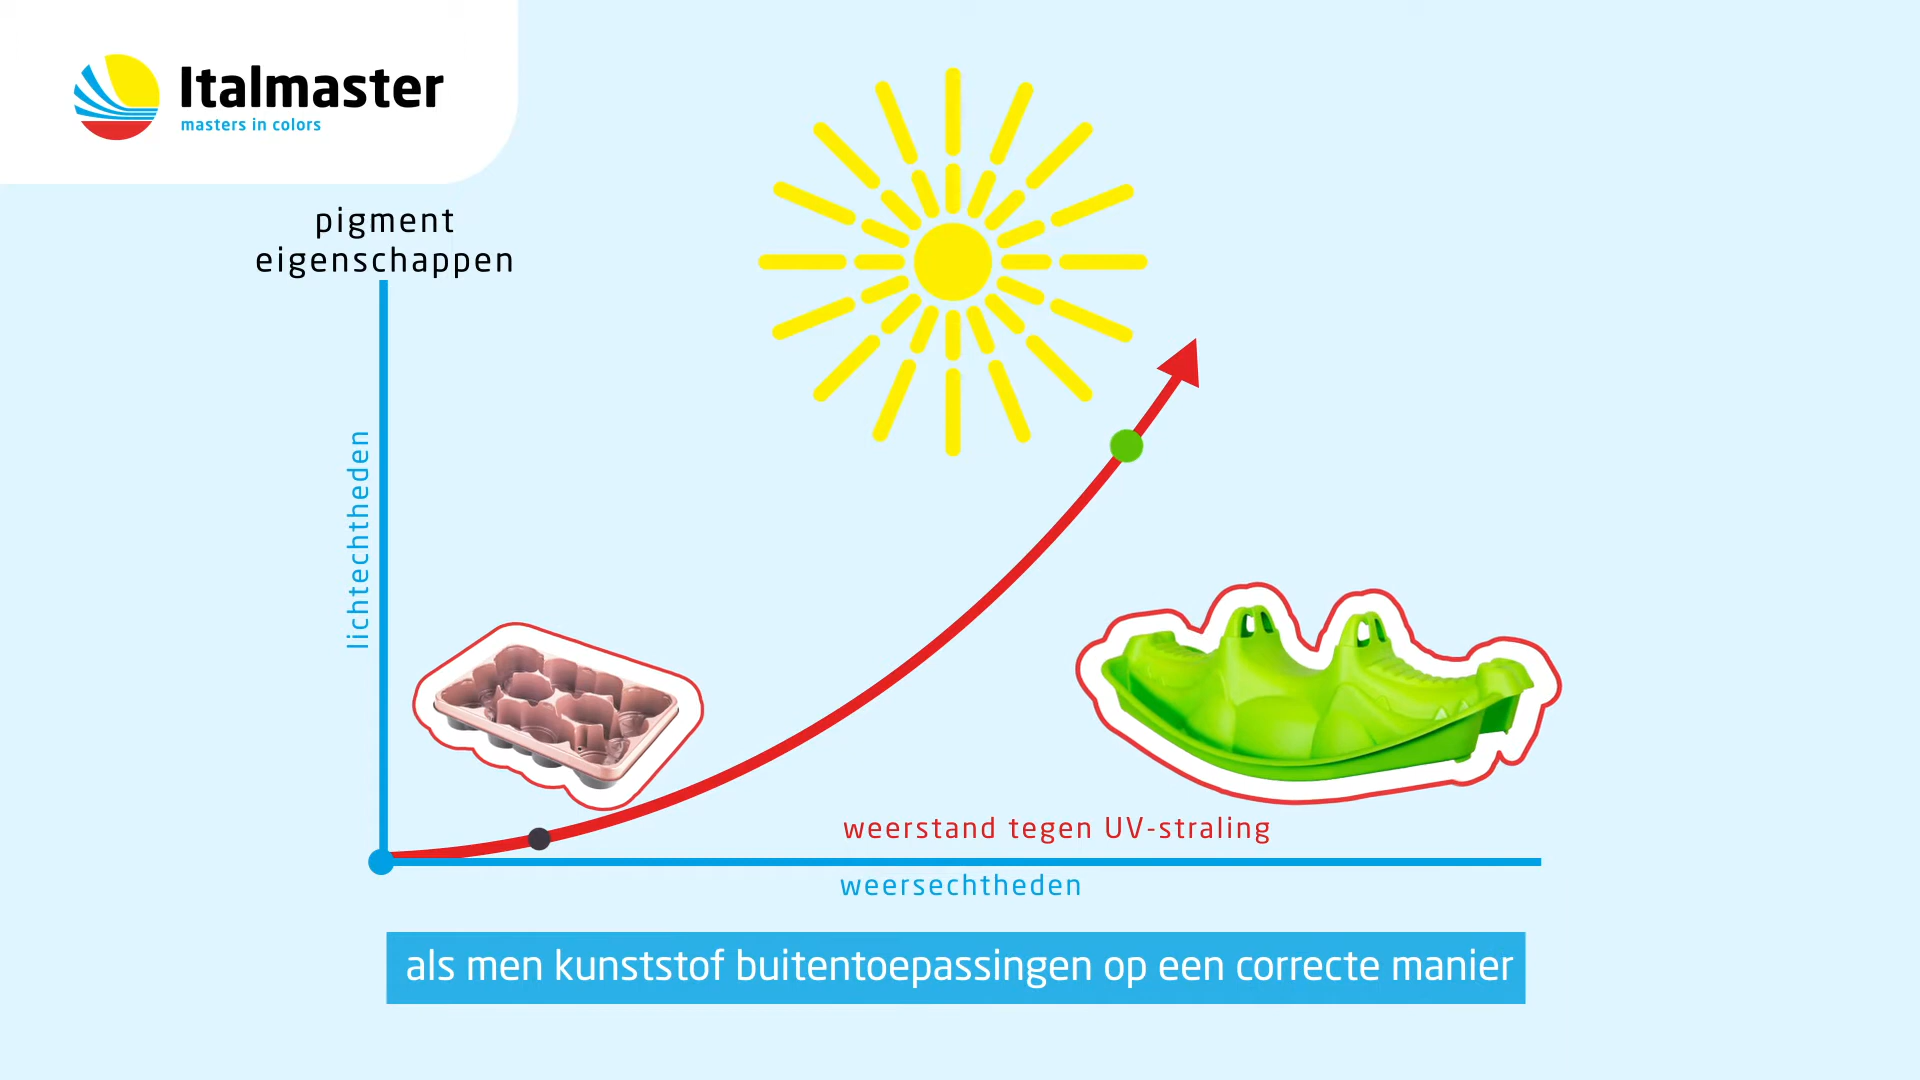 Italmaster
masters in colors
pigment
eigenschappen
lichtechtheden
weerstand tegen UV-straling
weersechtheden
als men kunststof buitentoepassingen op een correcte manier